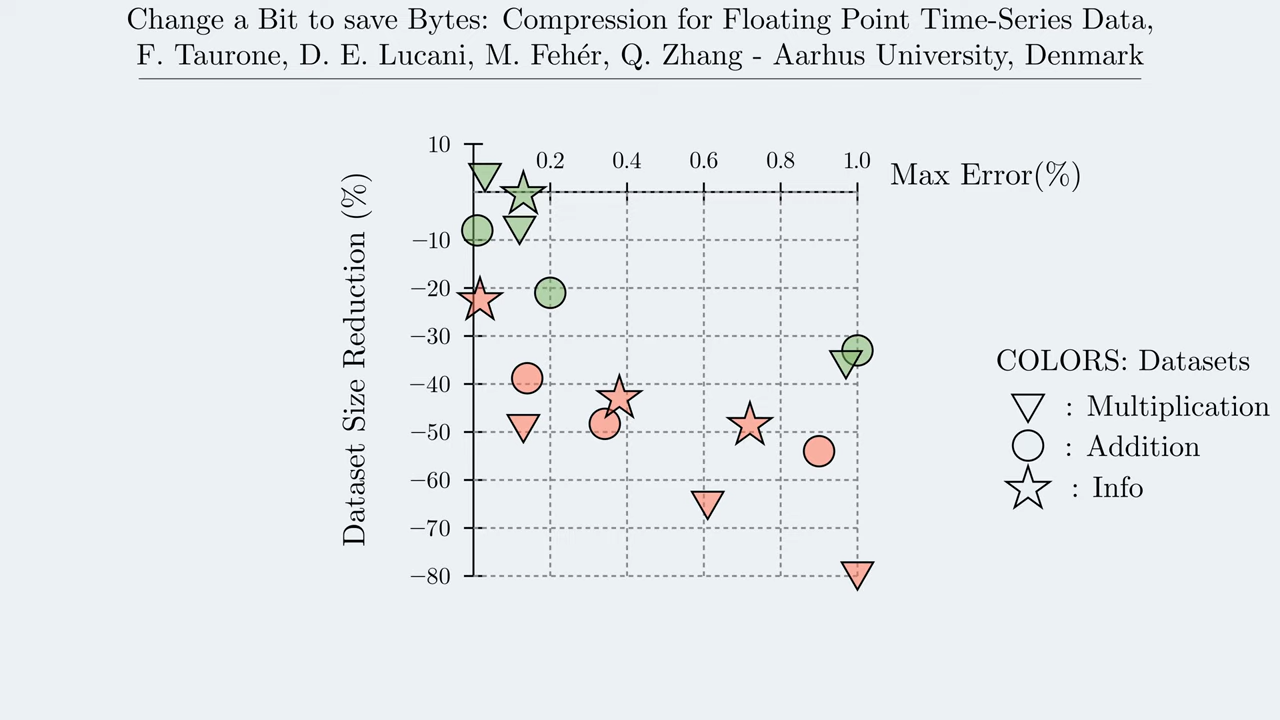 Change a Bit to save Bytes: Compression for Floating Point Time-Series Data,
F. Taurone, D. E. Lucani, M. Fehér, Q. Zhang - Aarhus University, Denmark
10
0.2 0.4 0.6 0.8 1.0
Max Error(%)
Dataset Size Reduction (%)
−10
−20
−30
−40
−50
−60
−70
−80
COLORS: Datasets
: Multiplication
: Addition
: Info